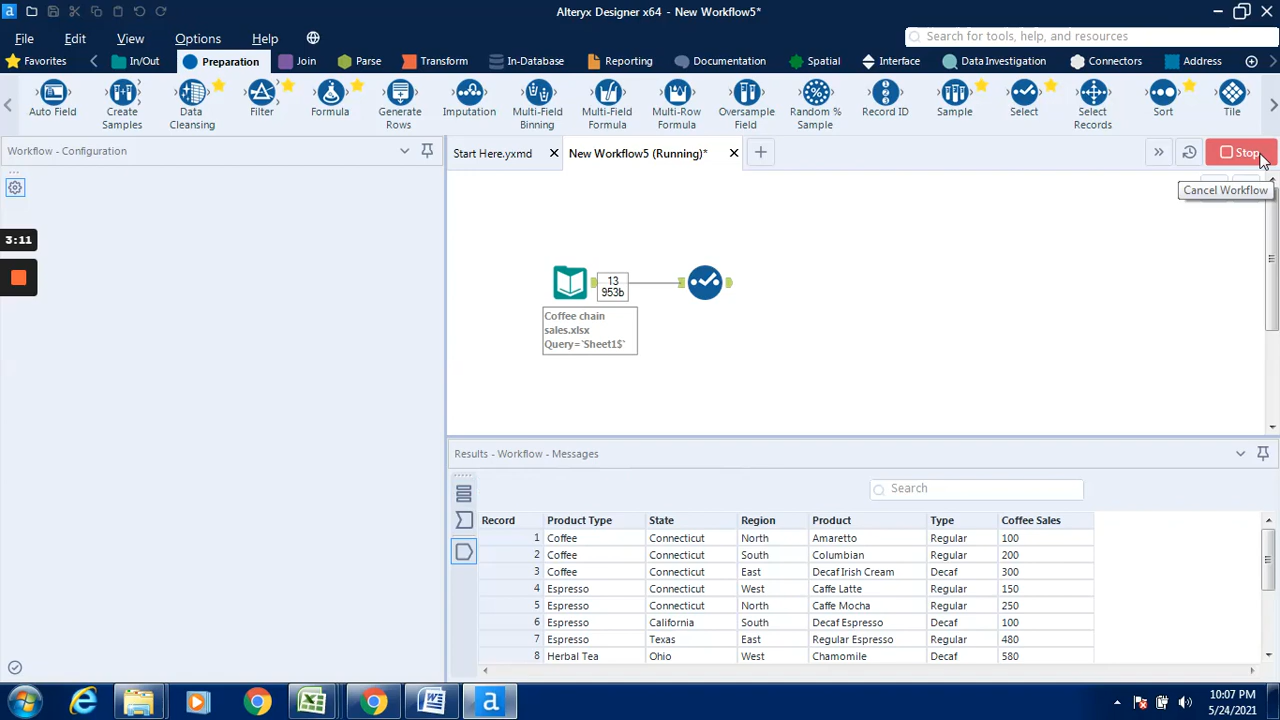 Alteryx Designer x64 - New Workflow5*
File Edit View Options Help
Search for tools, help, and resources
Favorites In/Out Preparation Join Parse Transform In-Database Reporting Documentation Spatial Interface Data Investigation Connectors Address
Auto Field
Create Samples
Data Cleansing
Filter
Formula
Generate Rows
Imputation
Multi-Field Binning
Multi-Field Formula
Multi-Row Formula
Oversample Field
Random % Sample
Record ID
Sample
Select
Select Records
Sort
Tile
Workflow - Configuration
Start Here.yxmd
New Workflow5 (Running)*
Stop
Cancel Workflow
3:11
13
953b
Coffee chain
sales.xlsx
Query=`Sheet1$`
Results - Workflow - Messages
Search
Record Product Type State Region Product Type Coffee Sales
1 Coffee Connecticut North Amaretto Regular 100
2 Coffee Connecticut South Columbian Regular 200
3 Coffee Connecticut East Decaf Irish Cream Decaf 300
4 Espresso Connecticut West Caffe Latte Regular 150
5 Espresso Connecticut North Caffe Mocha Regular 250
6 Espresso California South Decaf Espresso Decaf 100
7 Espresso Texas East Regular Espresso Regular 480
8 Herbal Tea Ohio West Chamomile Decaf 580
10:07 PM
5/24/2021